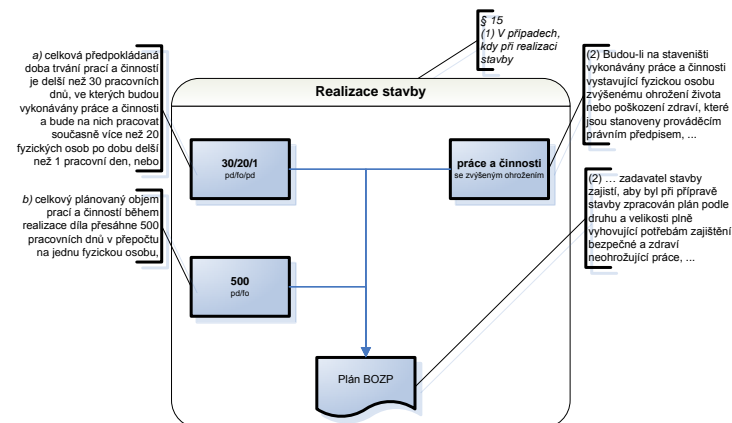 § 15
(1) V případech,
kdy při realizaci
stavby
a) celková předpokládaná
doba trvání prací a činností
je delší než 30 pracovních
dnů, ve kterých budou
vykonávány práce a činnosti
a bude na nich pracovat
současně více než 20
fyzických osob po dobu delší
než 1 pracovní den, nebo
b) celkový plánovaný objem
prací a činností během
realizace díla přesáhne 500
pracovních dnů v přepočtu
na jednu fyzickou osobu,
Realizace stavby
30/20/1
pd/fo/pd
práce a činnosti
se zvýšeným ohrožením
500
pd/fo
Plán BOZP
(2) Budou-li na staveništi
vykonávány práce a činnosti
vystavující fyzickou osobu
zvýšenému ohrožení života
nebo poškození zdraví, které
jsou stanoveny prováděcím
právním předpisem, ...
(2) … zadavatel stavby
zajistí, aby byl při přípravě
stavby zpracován plán podle
druhu a velikosti plně
vyhovující potřebám zajištění
bezpečné a zdraví
neohrožující práce, ...